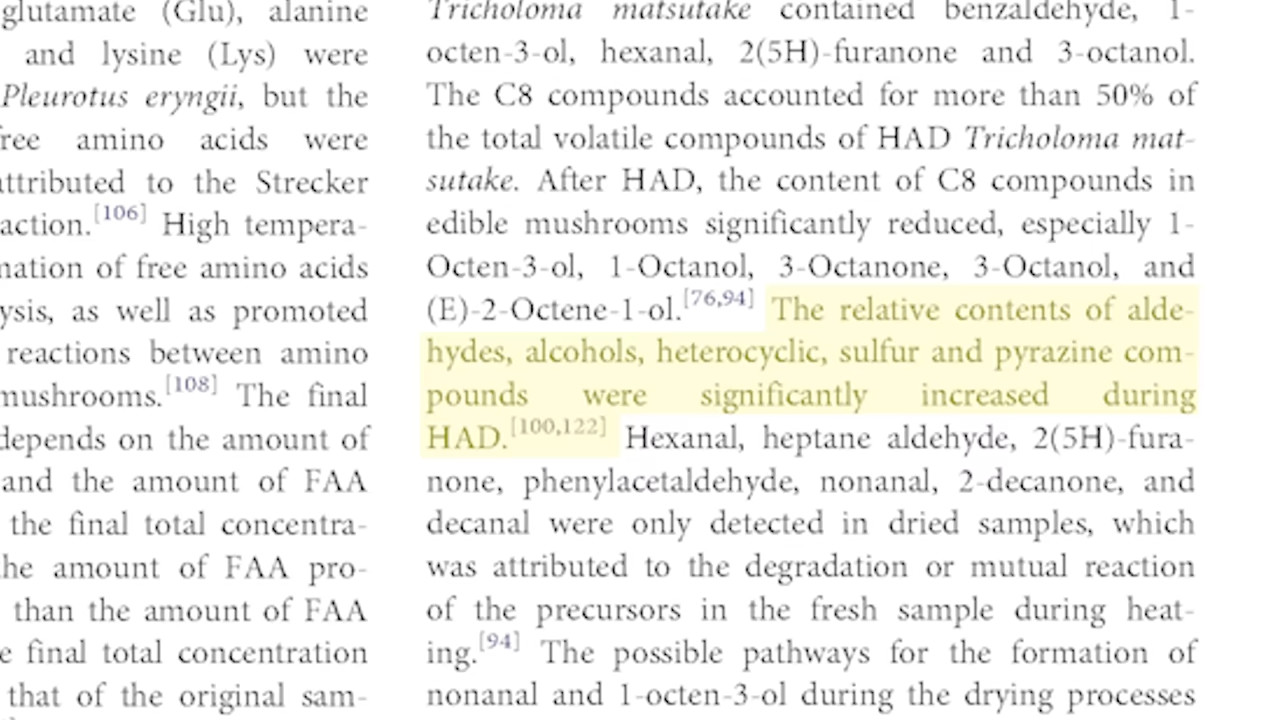 glutamate (Glu), alanine
and lysine (Lys) were
Pleurotus eryngii, but the
free amino acids were
attributed to the Strecker
action.[106] High tempera-
mation of free amino acids
ysis, as well as promoted
reactions between amino
mushrooms.[108] The final
depends on the amount of
and the amount of FAA
the final total concentra-
the amount of FAA pro-
than the amount of FAA
e final total concentration
that of the original sam-
Tricholoma matsutake contained benzaldehyde, 1-
octen-3-ol, hexanal, 2(5H)-furanone and 3-octanol.
The C8 compounds accounted for more than 50% of
the total volatile compounds of HAD Tricholoma mat-
sutake. After HAD, the content of C8 compounds in
edible mushrooms significantly reduced, especially 1-
Octen-3-ol, 1-Octanol, 3-Octanone, 3-Octanol, and
(E)-2-Octene-1-ol.[76,94] The relative contents of alde-
hydes, alcohols, heterocyclic, sulfur and pyrazine com-
pounds were significantly increased during
HAD.[100,122] Hexanal, heptane aldehyde, 2(5H)-fura-
none, phenylacetaldehyde, nonanal, 2-decanone, and
decanal were only detected in dried samples, which
was attributed to the degradation or mutual reaction
of the precursors in the fresh sample during heat-
ing.[94] The possible pathways for the formation of
nonanal and 1-octen-3-ol during the drying processes